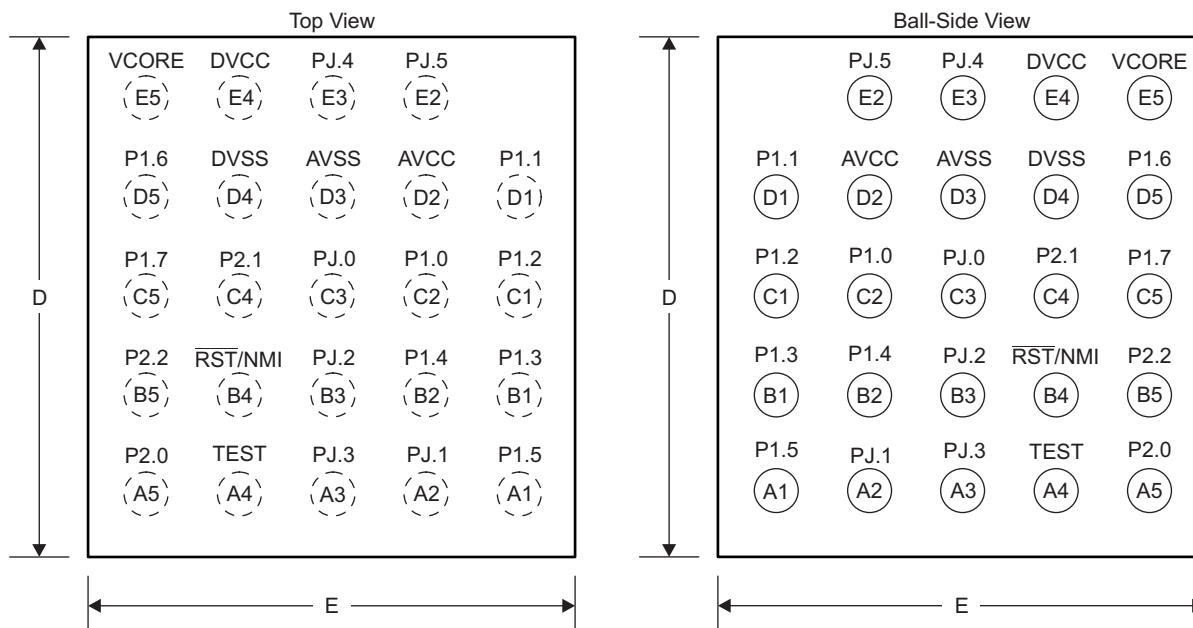 Top View
VCORE DVCC PJ.4 PJ.5
E5 E4 E3 E2
P1.6 DVSS AVSS AVCC P1.1
D5 D4 D3 D2 D1
P1.7 P2.1 PJ.0 P1.0 P1.2
C5 C4 C3 C2 C1
P2.2 RST/NMI PJ.2 P1.4 P1.3
B5 B4 B3 B2 B1
P2.0 TEST PJ.3 PJ.1 P1.5
A5 A4 A3 A2 A1
D
E
Ball-Side View
PJ.5 PJ.4 DVCC VCORE
E2 E3 E4 E5
P1.1 AVCC AVSS DVSS P1.6
D1 D2 D3 D4 D5
P1.2 P1.0 PJ.0 P2.1 P1.7
C1 C2 C3 C4 C5
P1.3 P1.4 PJ.2 RST/NMI P2.2
B1 B2 B3 B4 B5
P1.5 PJ.1 PJ.3 TEST P2.0
A1 A2 A3 A4 A5
D
E